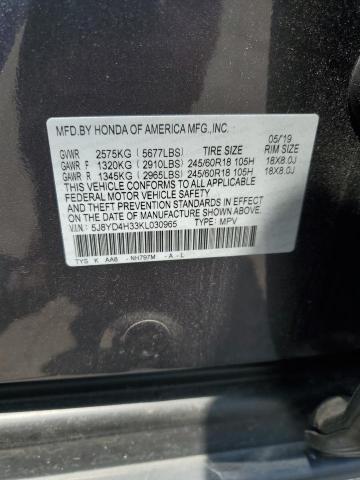 MFD.BY HONDA OF AMERICA MFG.,INC. 05/19
GVWR 2575KG (5677LBS) TIRE SIZE RIM SIZE
GAWR F 1320KG (2910LBS) 245/60R18 105H 18X8.0J
GAWR R 1345KG (2965LBS) 245/60R18 105H 18X8.0J
THIS VEHICLE CONFORMS TO ALL APPLICABLE
FEDERAL MOTOR VEHICLE SAFETY AND THEFT
PREVENTION STANDARDS IN EFFECT ON THE
DATE OF MANUFACTURE SHOWN ABOVE.
V.I.N.: 5J8YD4H33KL030965 TYPE: MPV
TYS K AA8 -NH797M -A -L